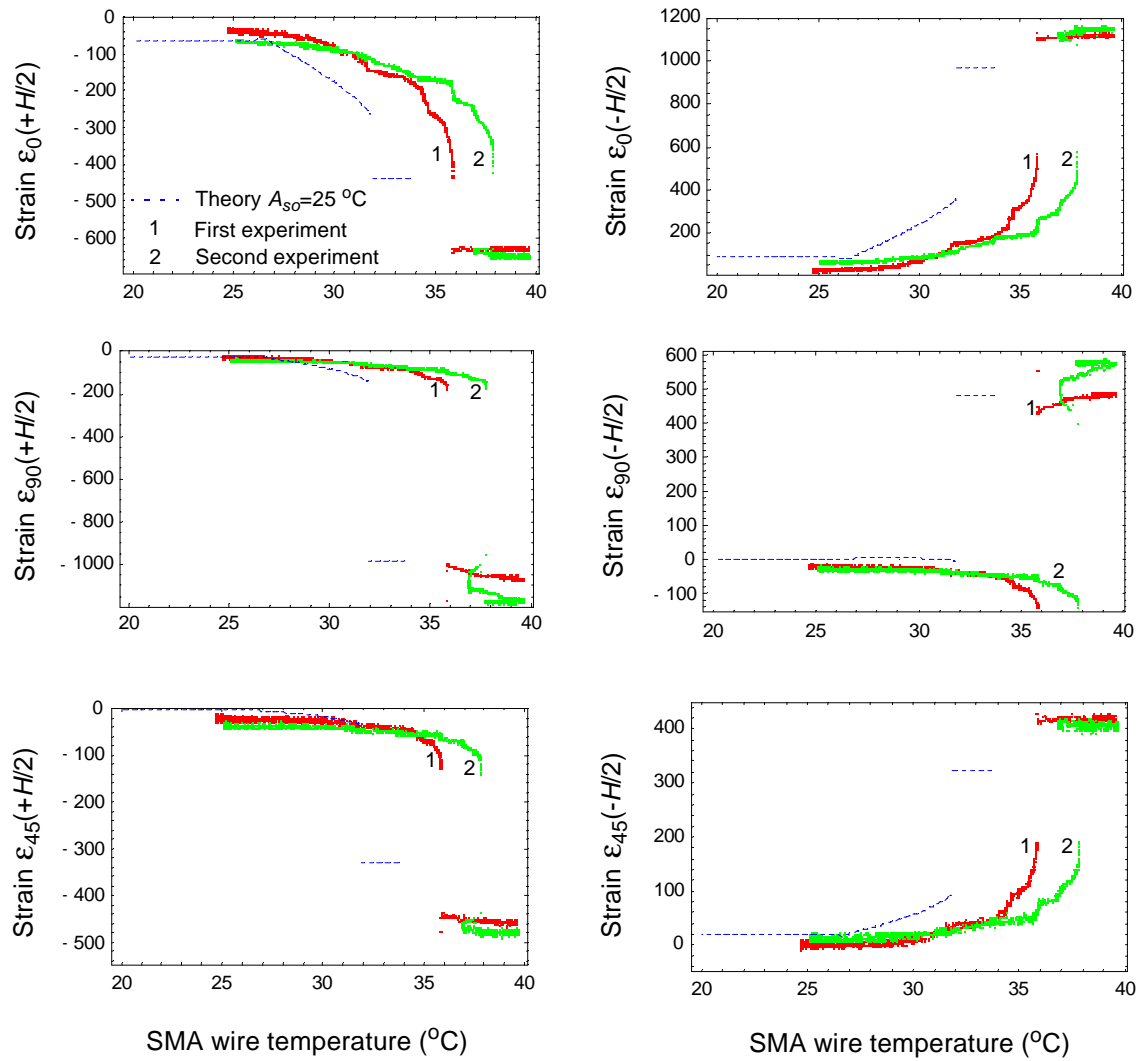 0
- 100
- 200
- 300
- 400
- 500
- 600
Strain ε0(+H/2)
1
2
Theory Aso=25 °C
1 First experiment
2 Second experiment
20 25 30 35 40
1200
1000
800
600
400
200
Strain ε0(-H/2)
1
2
20 25 30 35 40
0
- 200
- 400
- 600
- 800
- 1000
Strain ε90(+H/2)
1
2
20 25 30 35 40
600
500
400
300
200
100
0
- 100
Strain ε90(-H/2)
1
2
20 25 30 35 40
0
- 100
- 200
- 300
- 400
- 500
Strain ε45(+H/2)
1
2
20 25 30 35 40
SMA wire temperature (°C)
400
300
200
100
0
Strain ε45(-H/2)
1
2
20 25 30 35 40
SMA wire temperature (°C)